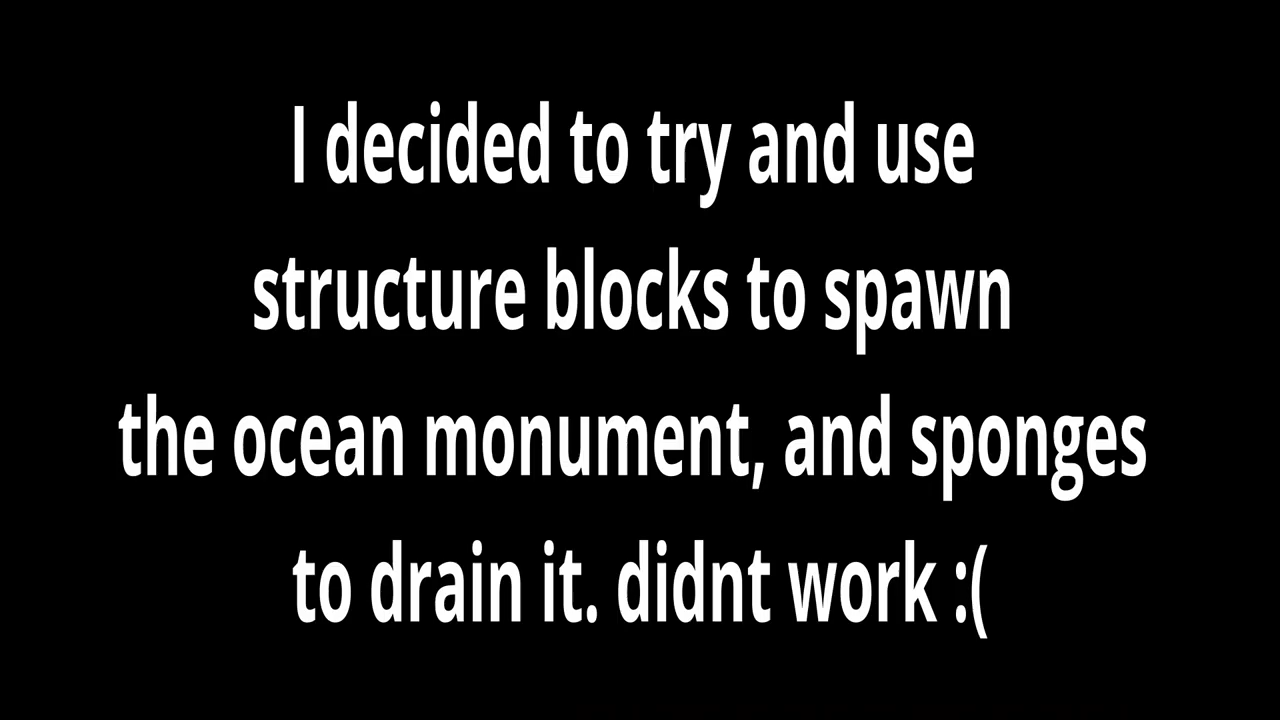 I decided to try and use
structure blocks to spawn
the ocean monument, and sponges
to drain it. didnt work :(